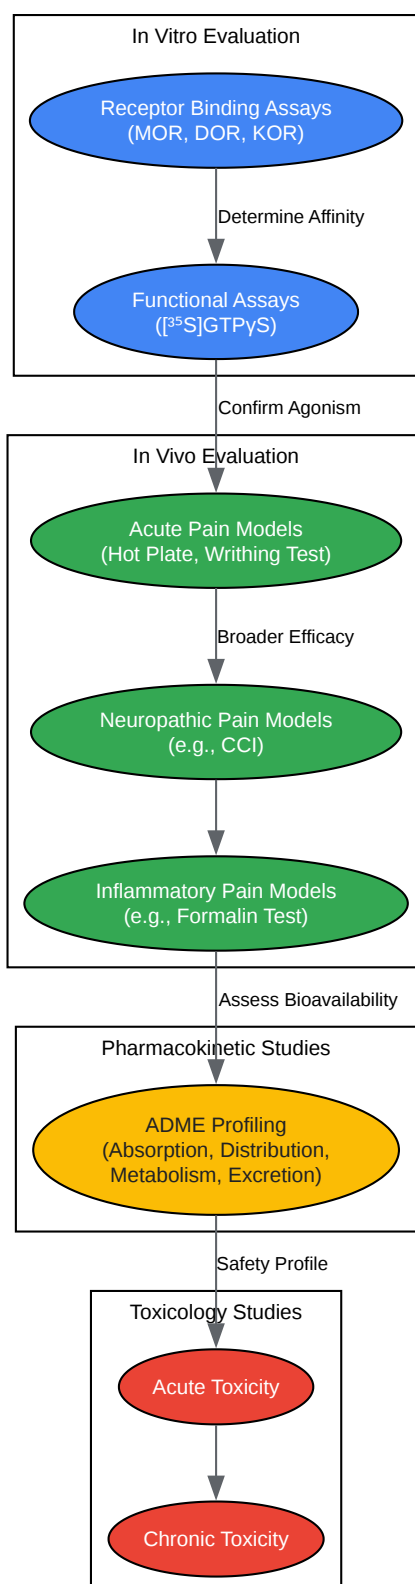 In Vitro Evaluation
Receptor Binding Assays
(MOR, DOR, KOR)
Determine Affinity
Functional Assays
([³⁵S]GTPγS)
Confirm Agonism
In Vivo Evaluation
Acute Pain Models
(Hot Plate, Writhing Test)
Broader Efficacy
Neuropathic Pain Models
(e.g., CCI)
Inflammatory Pain Models
(e.g., Formalin Test)
Assess Bioavailability
Pharmacokinetic Studies
ADME Profiling
(Absorption, Distribution,
Metabolism, Excretion)
Safety Profile
Toxicology Studies
Acute Toxicity
Chronic Toxicity